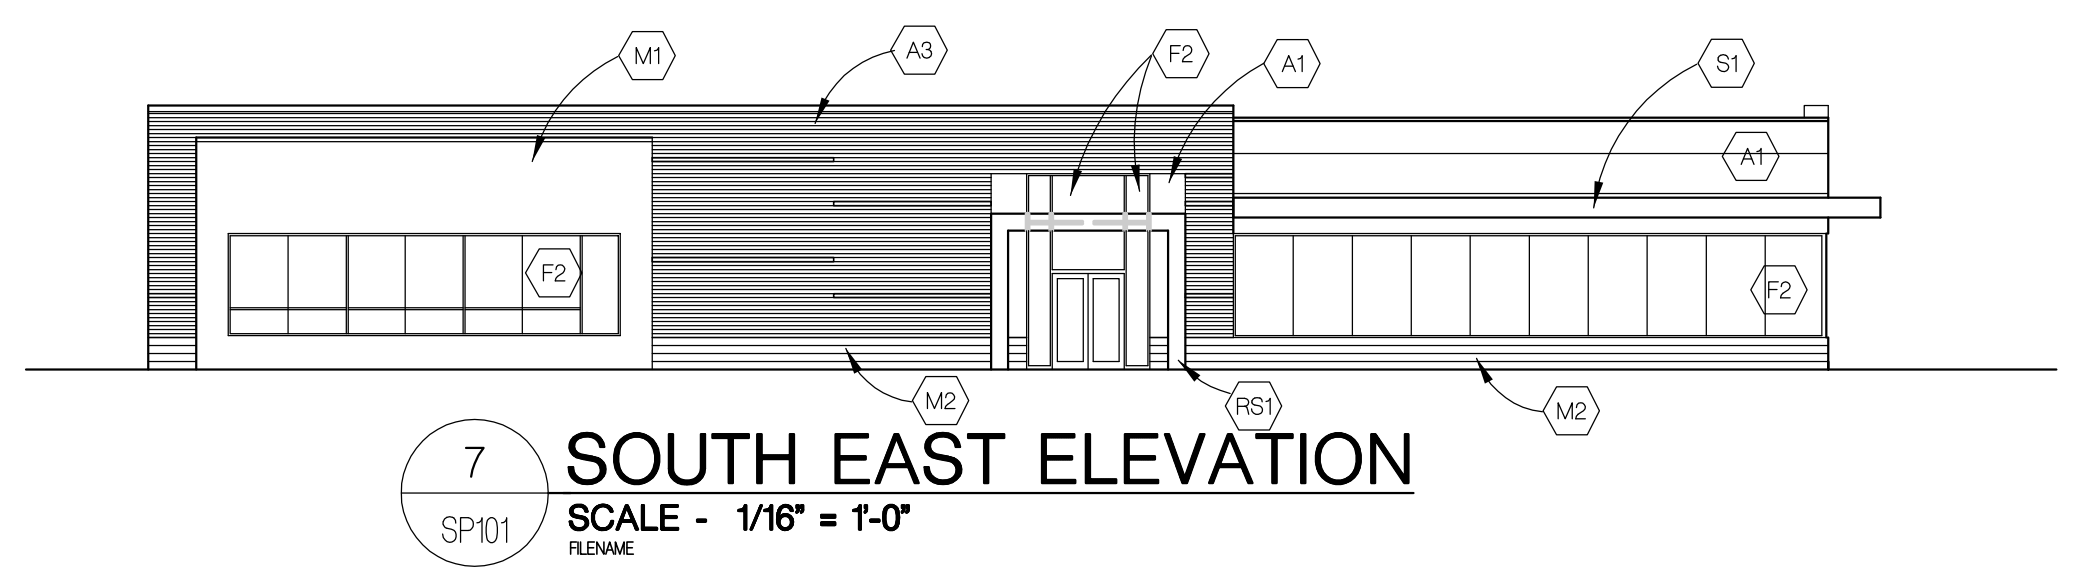 M1
A3
F2
A1
S1
A1
F2
F2
M2
RS1
M2
7
SP101
SOUTH EAST ELEVATION
SCALE - 1/16" = 1'-0"
FILENAME